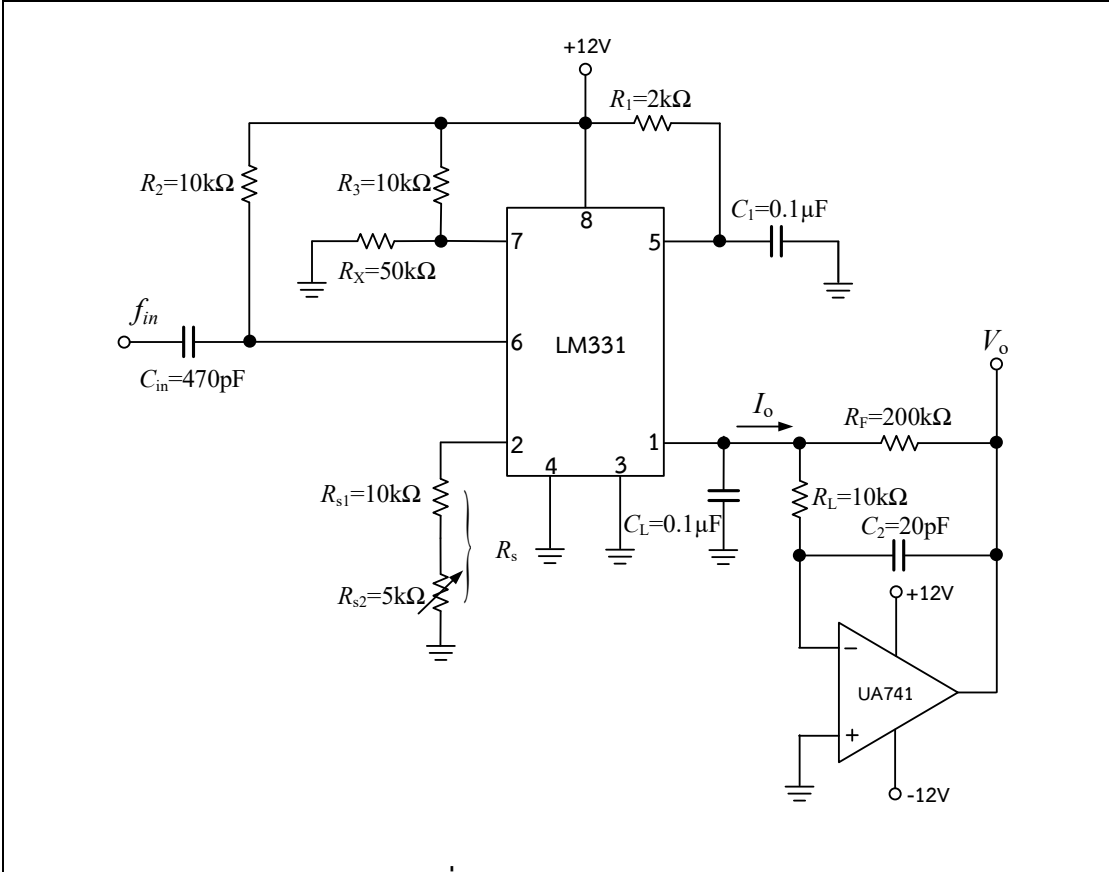 +12V
R1=2kΩ
R2=10kΩ
R3=10kΩ
8
C1=0.1μF
7
5
RX=50kΩ
fin
6
LM331
Cin=470pF
Vo
Io
RF=200kΩ
2
1
4
3
Rs1=10kΩ
RL=10kΩ
CL=0.1μF
C2=20pF
Rs
Rs2=5kΩ
+12V
−
UA741
+
-12V